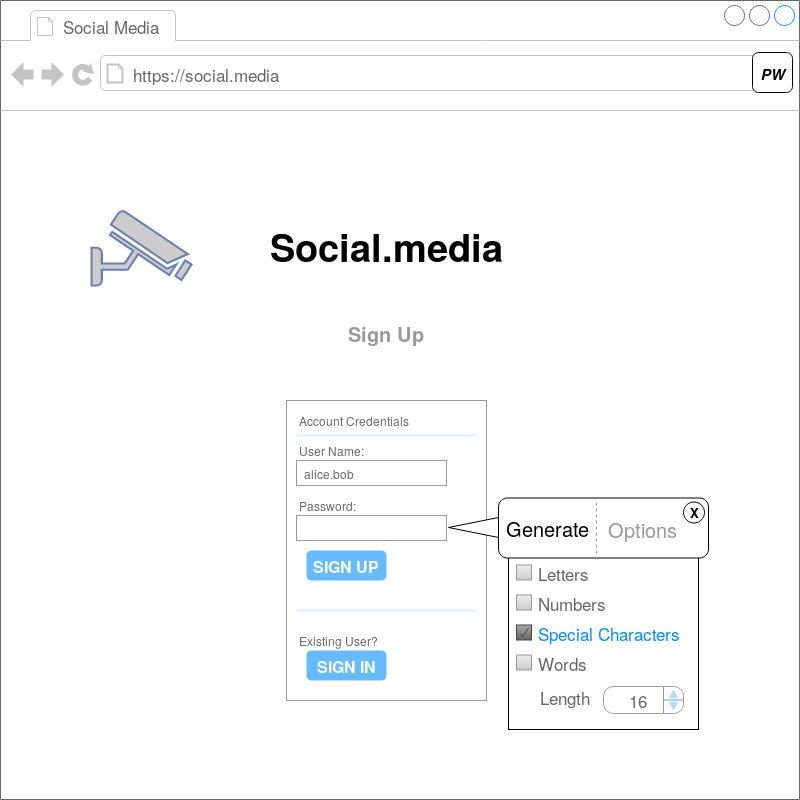 Social Media
https://social.media
PW
Social.media
Sign Up
Account Credentials
User Name:
alice.bob
Password:
SIGN UP
Existing User?
SIGN IN
Generate
Options
X
Letters
Numbers
Special Characters
Words
Length
16